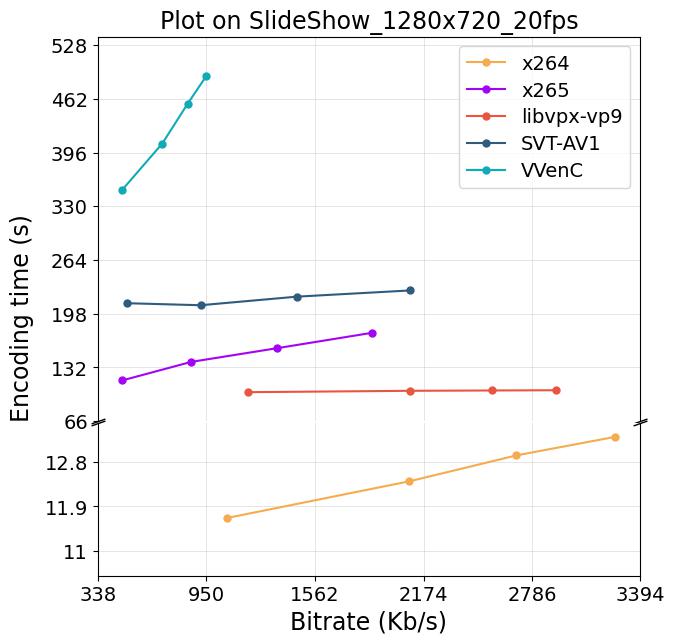 Plot on SlideShow_1280x720_20fps
x264
x265
libvpx-vp9
SVT-AV1
VVenC
Encoding time (s)
528
462
396
330
264
198
132
66
12.8
11.9
11
338 950 1562 2174 2786 3394
Bitrate (Kb/s)